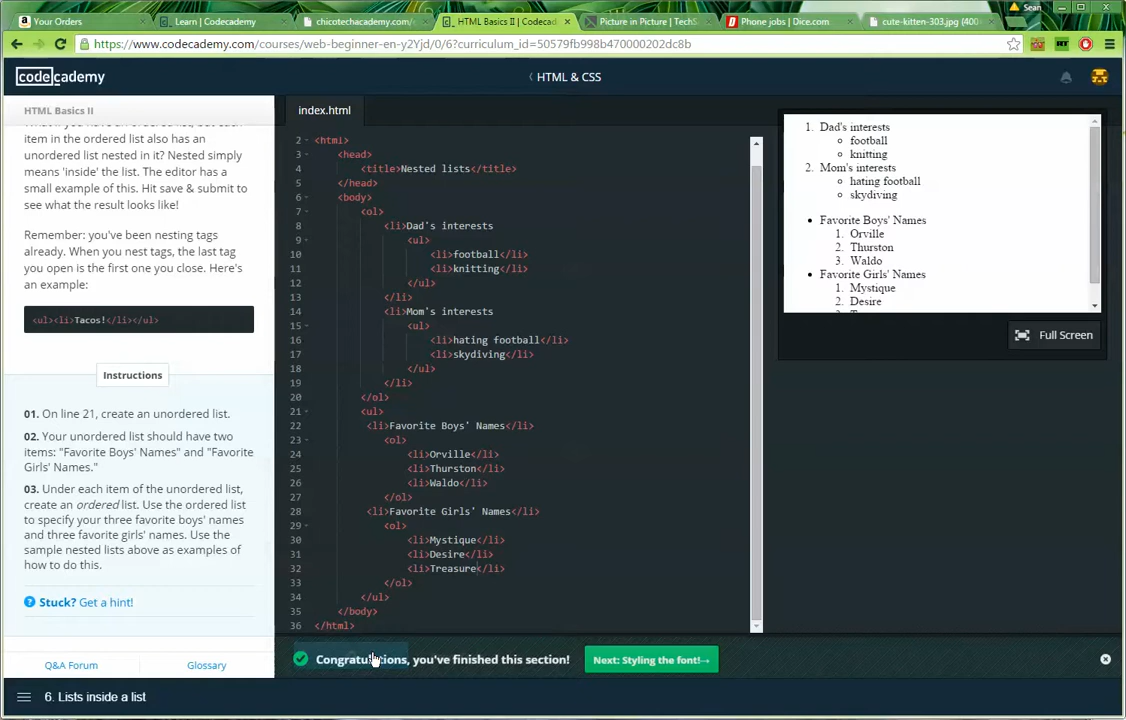 Your Orders
Learn | Codecademy
chicotechacademy.com/e
HTML Basics II | Codecad
Picture in Picture | TechS
Phone jobs | Dice.com
cute-kitten-303.jpg (400
Sean
https://www.codecademy.com/courses/web-beginner-en-y2Yjd/0/6?curriculum_id=50579fb998b470000202dc8b
codecademy
HTML & CSS
HTML Basics II
item in the ordered list also has an
unordered list nested in it? Nested simply
means 'inside' the list. The editor has a
small example of this. Hit save & submit to
see what the result looks like!
Remember: you've been nesting tags
already. When you nest tags, the last tag
you open is the first one you close. Here's
an example:
<ul><li>Tacos!</li></ul>
Instructions
01. On line 21, create an unordered list.
02. Your unordered list should have two
items: "Favorite Boys' Names" and "Favorite
Girls' Names."
03. Under each item of the unordered list,
create an ordered list. Use the ordered list
to specify your three favorite boys' names
and three favorite girls' names. Use the
sample nested lists above as examples of
how to do this.
Stuck? Get a hint!
Q&A Forum
Glossary
6. Lists inside a list
index.html
2 <html>
3 <head>
4 <title>Nested lists</title>
5 </head>
6 <body>
7 <ol>
8 <li>Dad's interests
9 <ul>
10 <li>football</li>
11 <li>knitting</li>
12 </ul>
13 </li>
14 <li>Mom's interests
15 <ul>
16 <li>hating football</li>
17 <li>skydiving</li>
18 </ul>
19 </li>
20 </ol>
21 <ul>
22 <li>Favorite Boys' Names</li>
23 <ol>
24 <li>Orville</li>
25 <li>Thurston</li>
26 <li>Waldo</li>
27 </ol>
28 <li>Favorite Girls' Names</li>
29 <ol>
30 <li>Mystique</li>
31 <li>Desire</li>
32 <li>Treasure</li>
33 </ol>
34 </ul>
35 </body>
36 </html>
Congratulations, you've finished this section!
Next: Styling the font!→
1. Dad's interests
football
knitting
2. Mom's interests
hating football
skydiving
Favorite Boys' Names
1. Orville
2. Thurston
3. Waldo
Favorite Girls' Names
1. Mystique
2. Desire
Full Screen